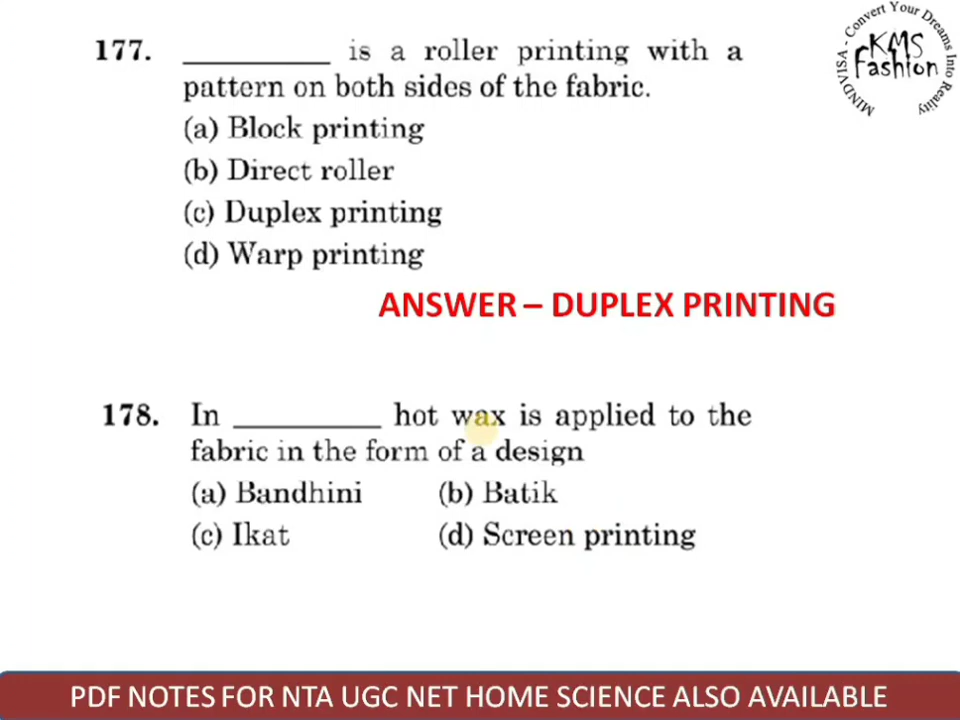 MINDVISA - Convert Your Dreams Into Reality
KMS
Fashion
177. __________ is a roller printing with a
pattern on both sides of the fabric.
(a) Block printing
(b) Direct roller
(c) Duplex printing
(d) Warp printing
ANSWER – DUPLEX PRINTING
178. In __________ hot wax is applied to the
fabric in the form of a design
(a) Bandhini (b) Batik
(c) Ikat (d) Screen printing
PDF NOTES FOR NTA UGC NET HOME SCIENCE ALSO AVAILABLE